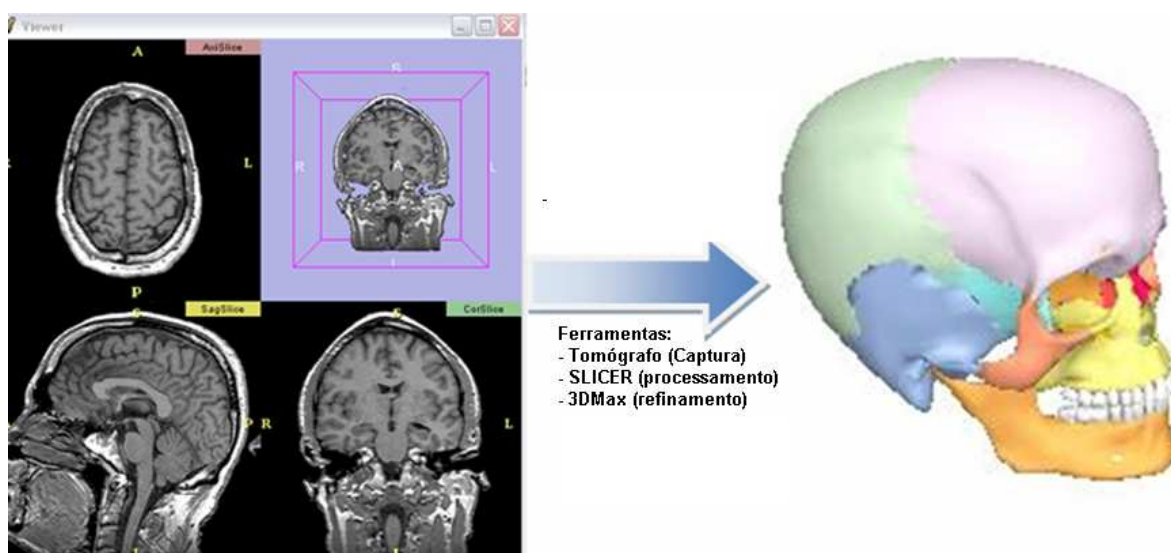 Viewer
A
AxiSlice
L
P
S
R
A
L
I
SagSlice
S
P
I
CorSlice
S
R
L
I
Ferramentas:
- Tomógrafo (Captura)
- SLICER (processamento)
- 3DMax (refinamento)